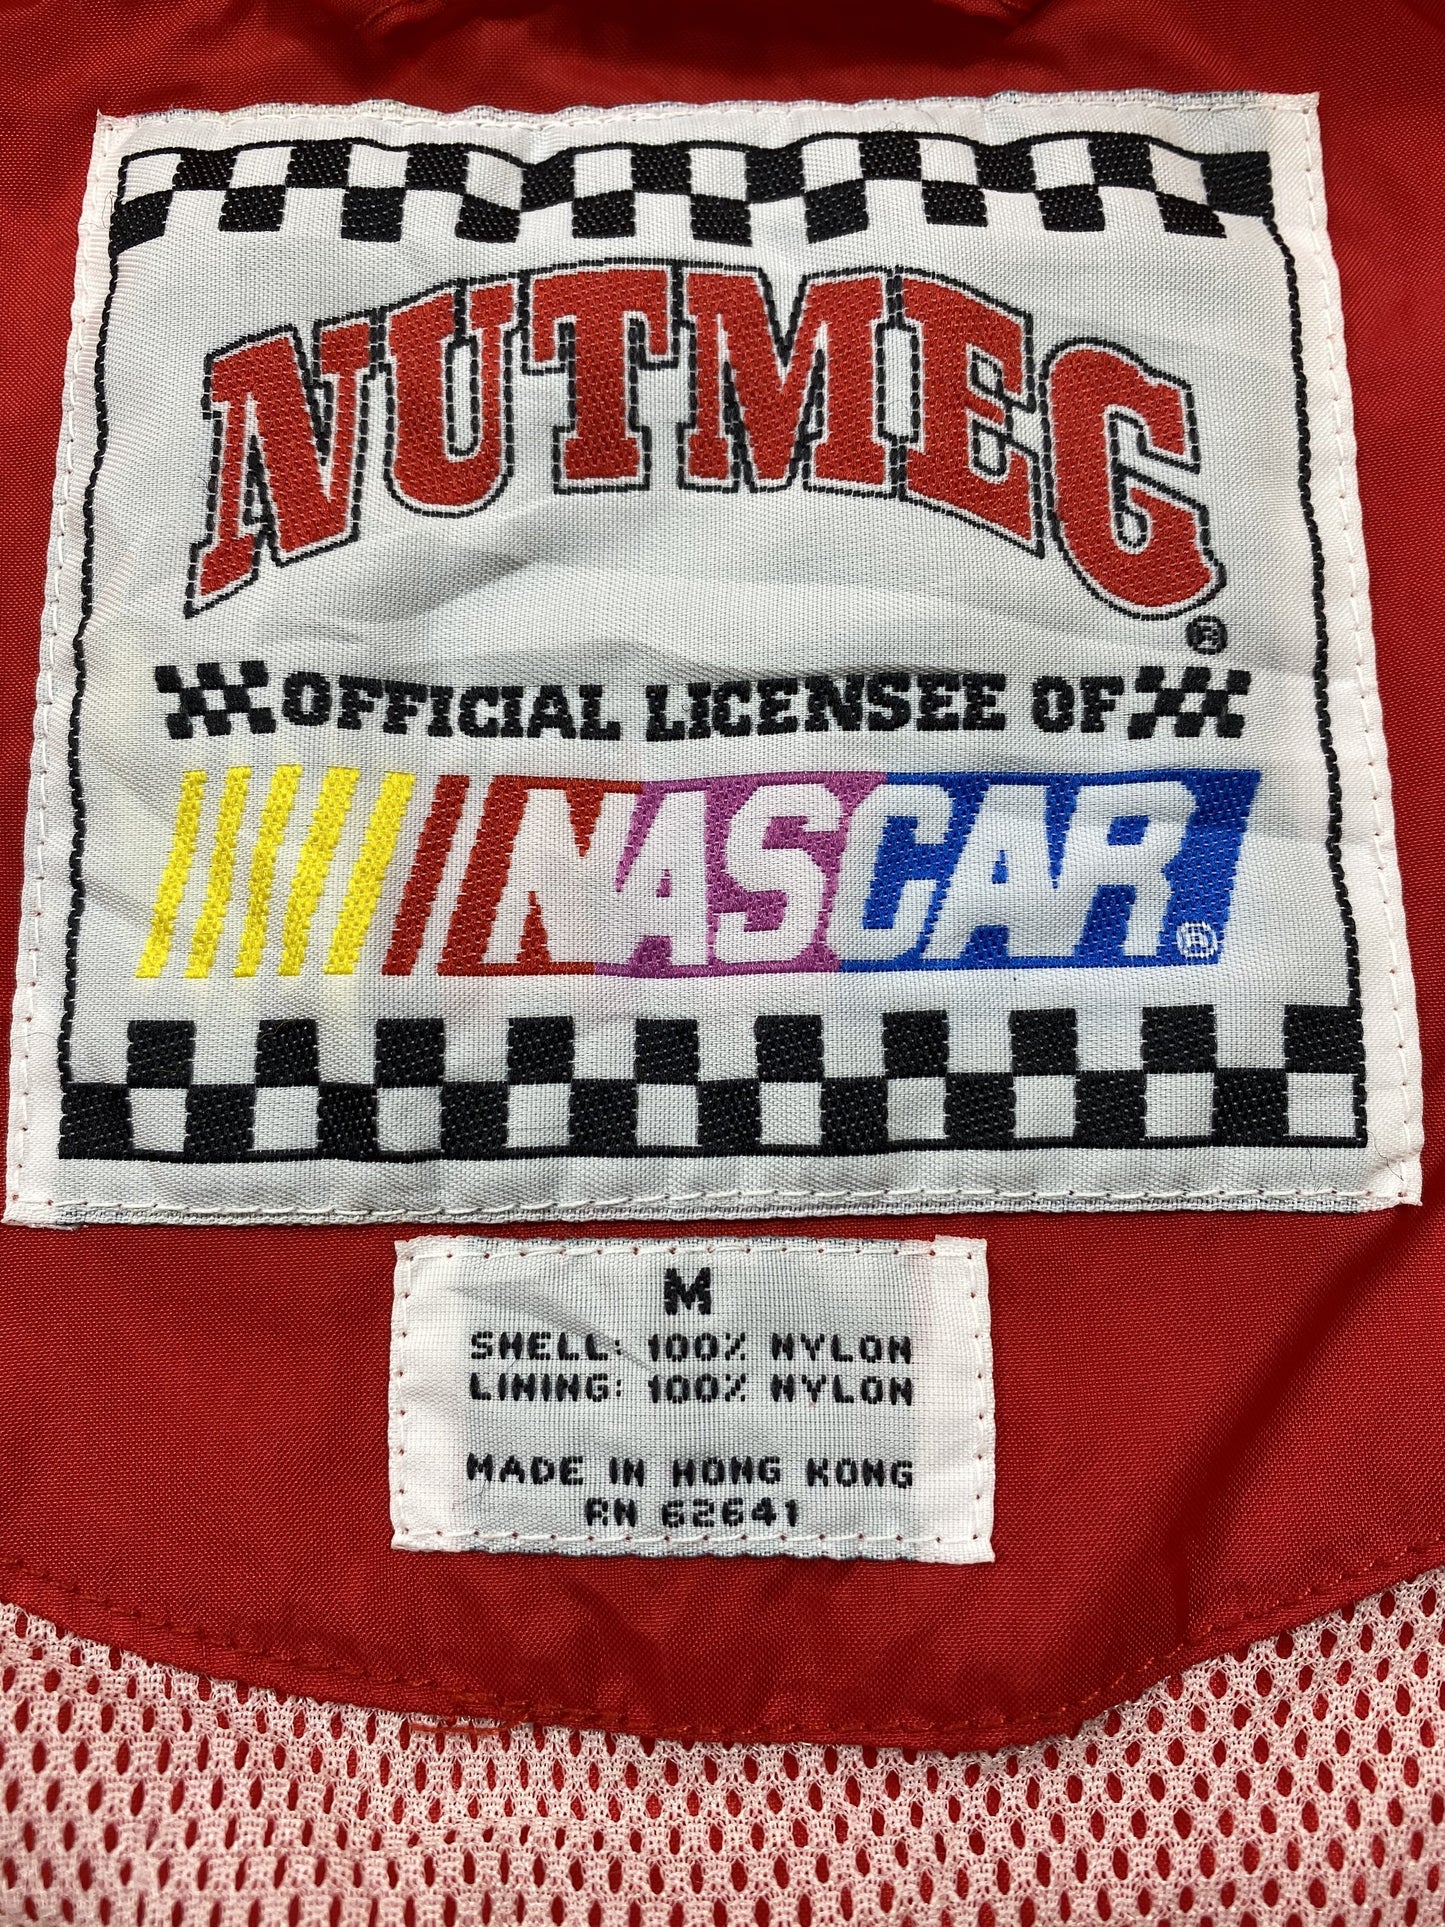 NUTMEG®
OFFICIAL LICENSEE OF
NASCAR®
M
SHELL: 100% NYLON
LINING: 100% NYLON
MADE IN HONG KONG
RN 62641